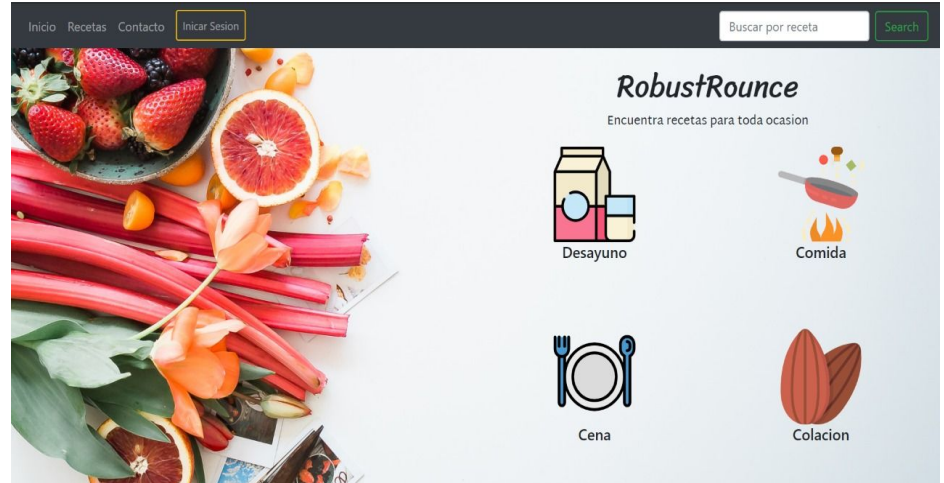 Inicio Recetas Contacto Inicar Sesion Buscar por receta Search
RobustRounce
Encuentra recetas para toda ocasion
Desayuno Comida
Cena Colacion